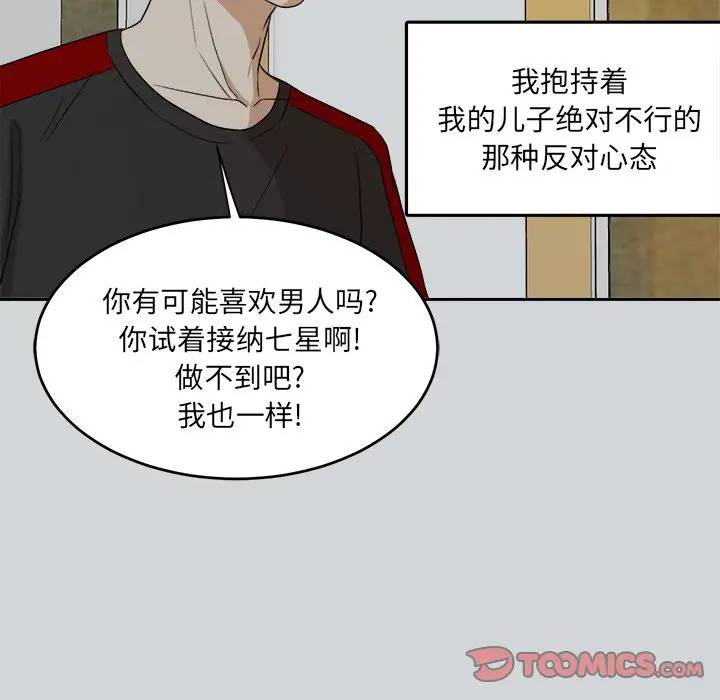 我抱持着
我的儿子绝对不行的
那种反对心态
你有可能喜欢男人吗?
你试着接纳七星啊!
做不到吧?
我也一样!
TOOMICS.COM